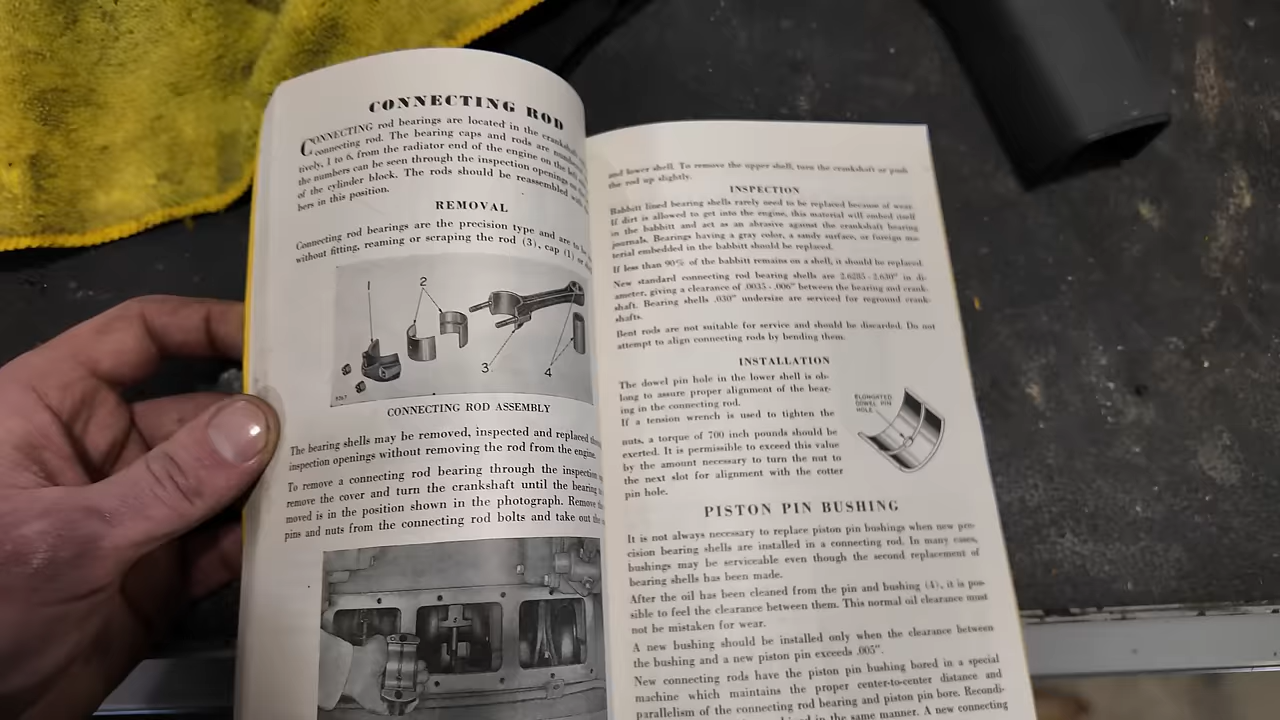 CONNECTING ROD
CONNECTING rod bearings are located in the
connecting rod. The bearing caps and rods are
tively, 1 to 6, from the radiator end of the engine on the
the numbers can be seen through the inspection openings
of the cylinder block. The rods should be reassembled
bers in this position.
REMOVAL
Connecting rod bearings are the precision type and are to
without fitting, reaming or scraping the rod (3), cap (1) or
1
2
3
4
CONNECTING ROD ASSEMBLY
The bearing shells may be removed, inspected and replaced
inspection openings without removing the rod from the engine.
To remove a connecting rod bearing through the
remove the cover and turn the crankshaft until the bearing
moved is in the position shown in the photograph. Remove
pins and nuts from the connecting rod bolts and take out the
and lower shell. To remove the upper shell, turn the crankshaft or push
the rod up slightly.
INSPECTION
Babbitt lined bearing shells rarely need to be replaced because of wear.
If dirt is allowed to get into the engine, this material will embed itself
in the babbitt and act as an abrasive against the crankshaft bearing
journals. Bearings having a gray color, a sandy surface, or foreign ma-
terial embedded in the babbitt should be replaced.
If less than 90% of the babbitt remains on a shell, it should be replaced.
New standard connecting rod bearing shells are 2.6285 - 2.630" in di-
ameter, giving a clearance of .0035 - .006" between the bearing and crank-
shaft. Bearing shells .030" undersize are serviced for reground crank-
shafts.
Bent rods are not suitable for service and should be discarded. Do not
attempt to align connecting rods by bending them.
INSTALLATION
The dowel pin hole in the lower shell is ob-
long to assure proper alignment of the bear-
ing in the connecting rod.
If a tension wrench is used to tighten the
nuts, a torque of 700 inch pounds should be
exerted. It is permissible to exceed this value
by the amount necessary to turn the nut to
the next slot for alignment with the cotter
pin hole.
ELONGATED
DOWEL PIN
HOLE
PISTON PIN BUSHING
It is not always necessary to replace piston pin bushings when new pre-
cision bearing shells are installed in a connecting rod. In many cases,
bushings may be serviceable even though the second replacement of
bearing shells has been made.
After the oil has been cleaned from the pin and bushing (4), it is pos-
sible to feel the clearance between them. This normal oil clearance must
not be mistaken for wear.
A new bushing should be installed only when the clearance between
the bushing and a new piston pin exceeds .005".
New connecting rods have the piston pin bushing bored in a special
machine which maintains the proper center-to-center distance and
parallelism of the connecting rod bearing and piston pin bore. Recondi-
in the same manner. A new connecting